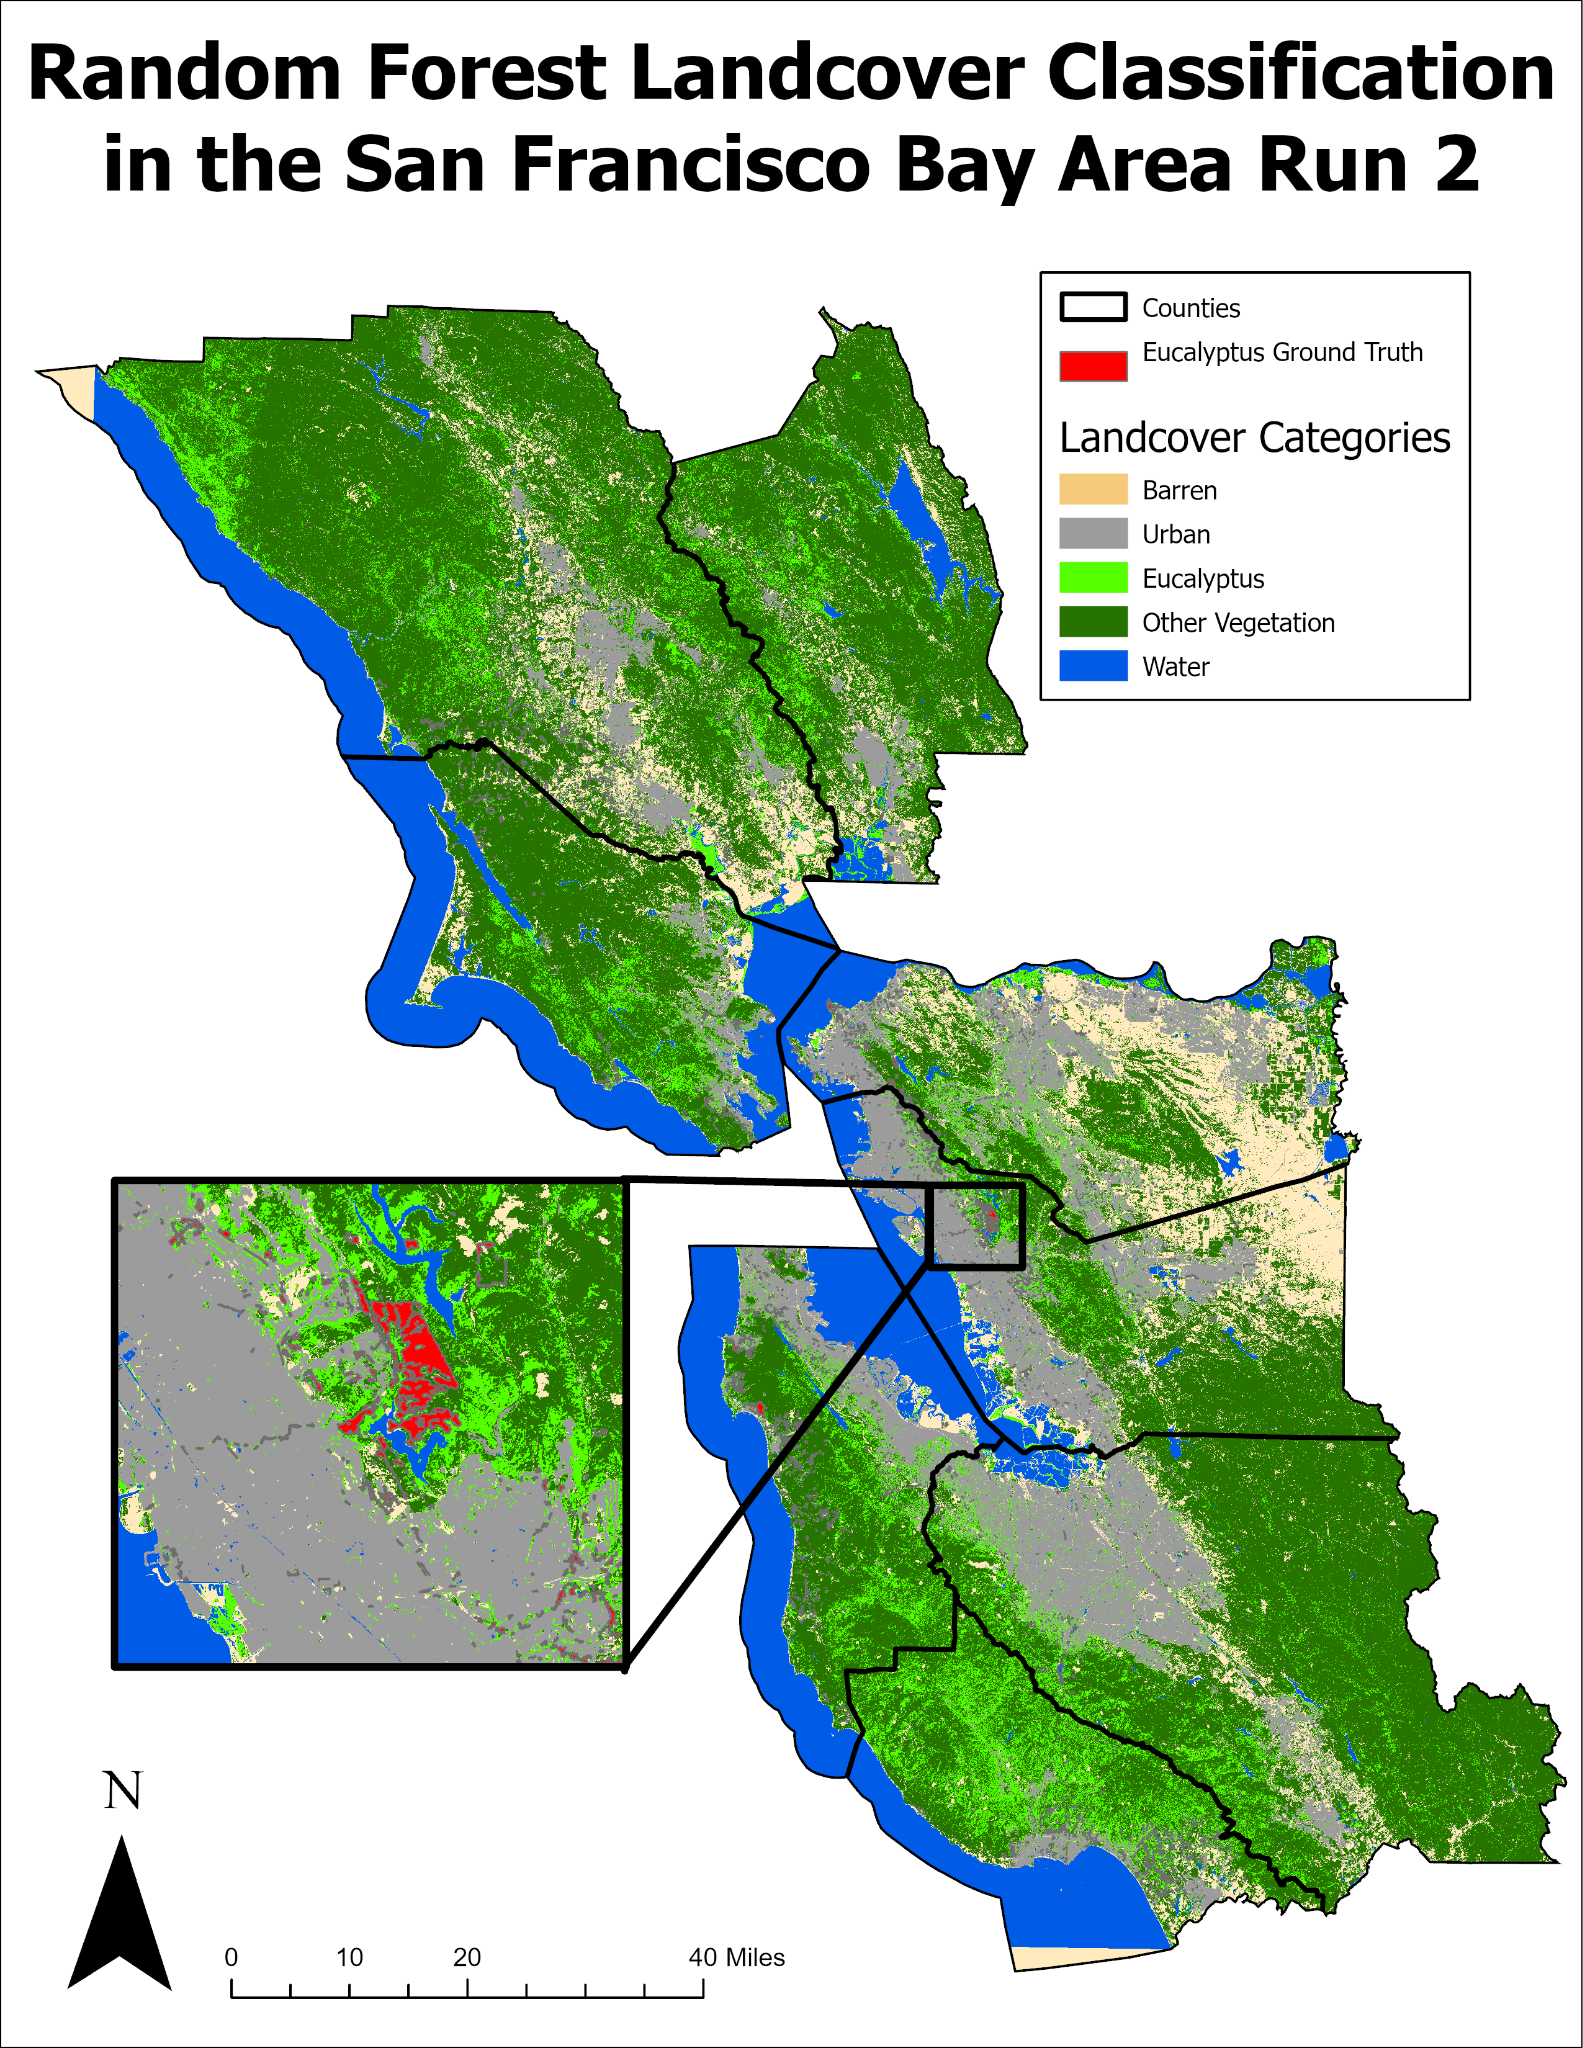 Random Forest Landcover Classification
in the San Francisco Bay Area Run 2
Counties
Eucalyptus Ground Truth
Landcover Categories
Barren
Urban
Eucalyptus
Other Vegetation
Water
N
0 10 20 40 Miles